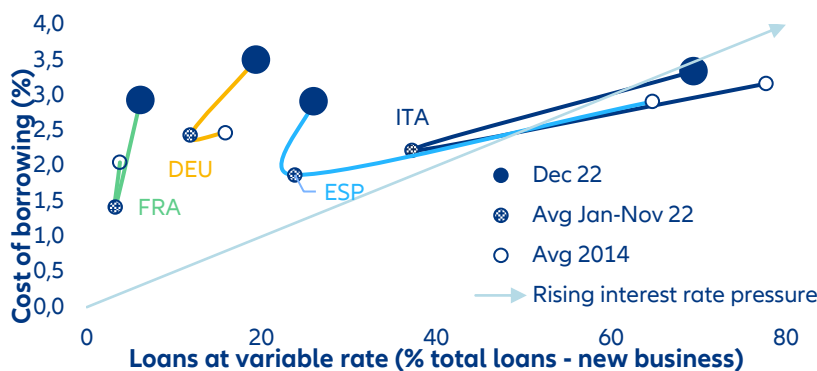 Cost of borrowing (%)
4,0
3,5
3,0
2,5
2,0
1,5
1,0
0,5
0,0
ITA
DEU
FRA
ESP
Dec 22
Avg Jan-Nov 22
Avg 2014
Rising interest rate pressure
0 20 40 60 80
Loans at variable rate (% total loans - new business)